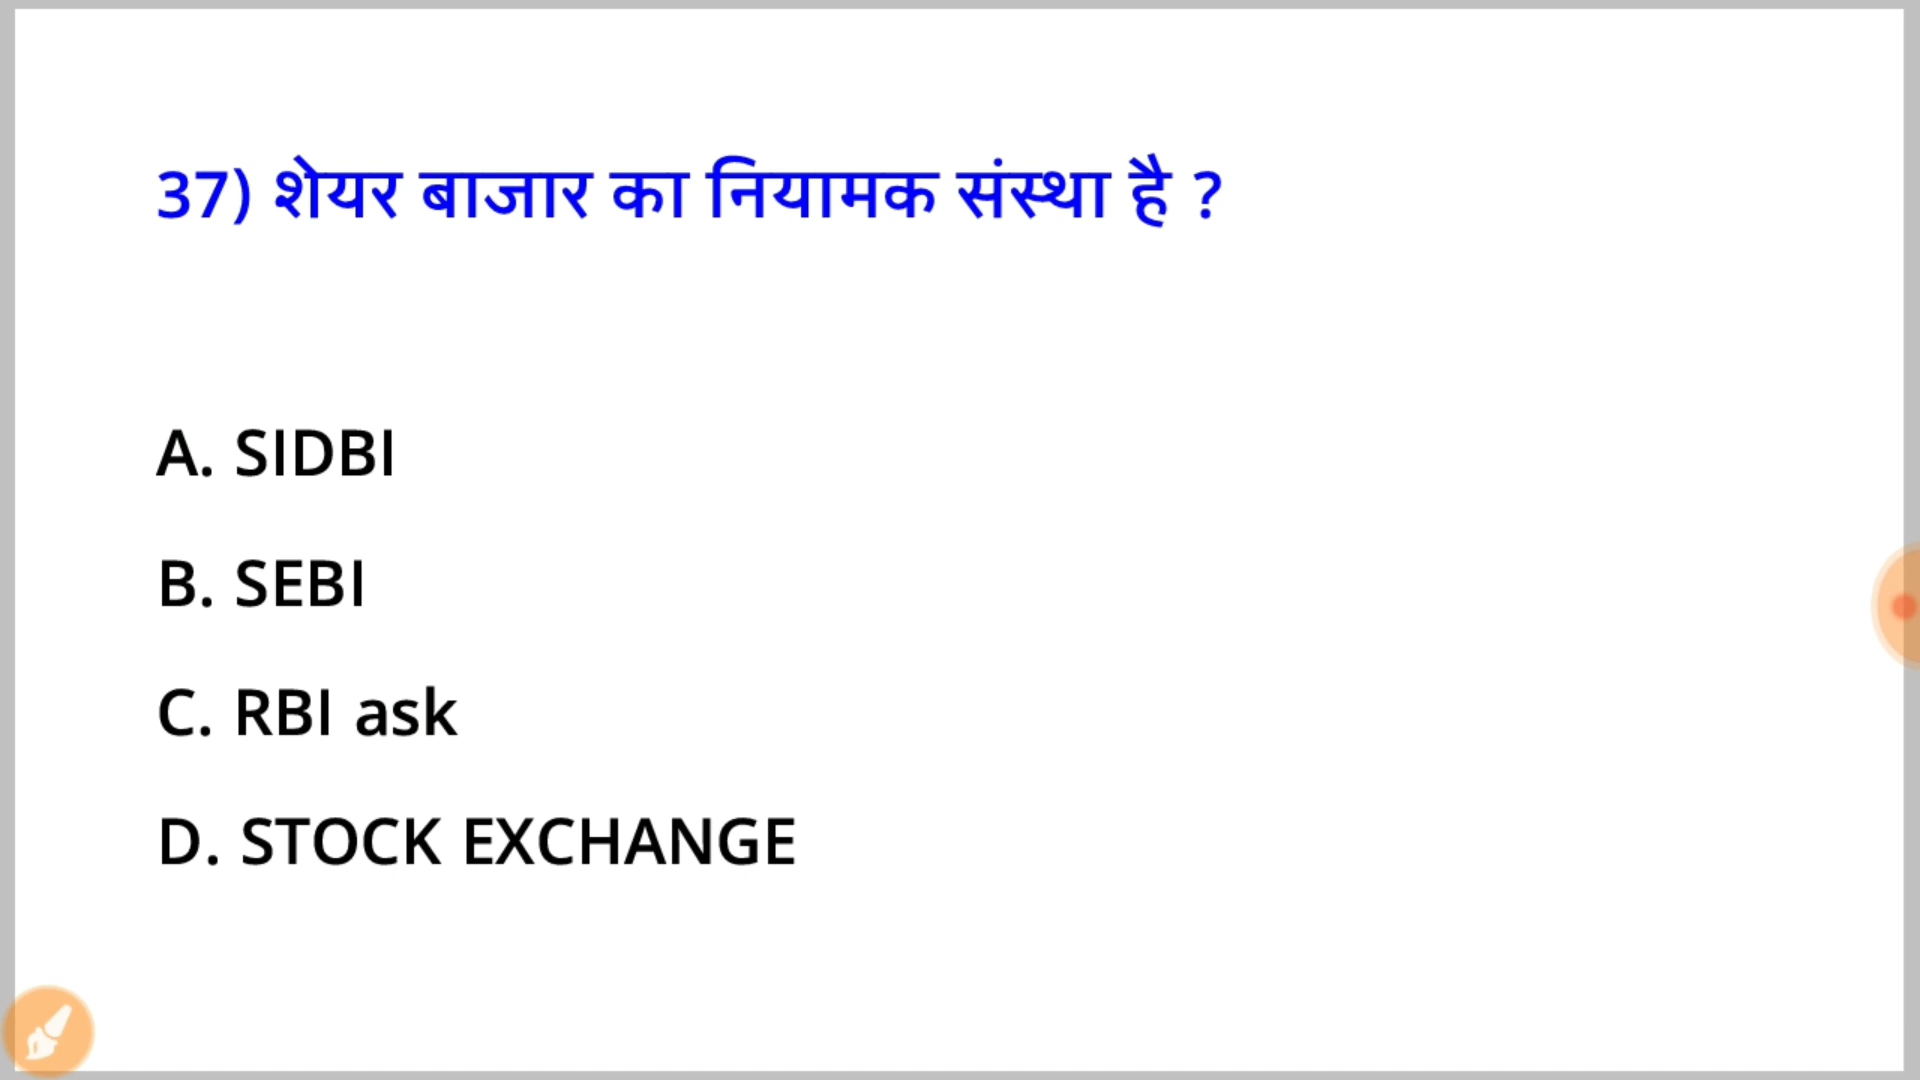 37) शेयर बाजार का नियामक संस्था है ?
A. SIDBI
B. SEBI
C. RBI ask
D. STOCK EXCHANGE